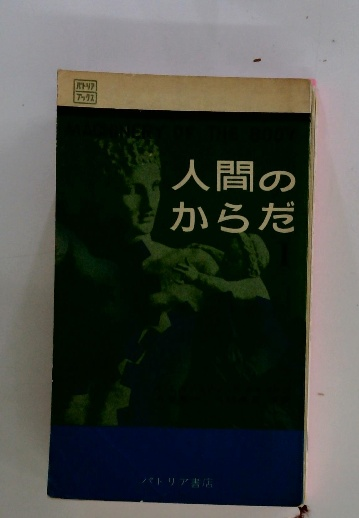 パトリア
ブックス
人間の
からだ
パトリア書店